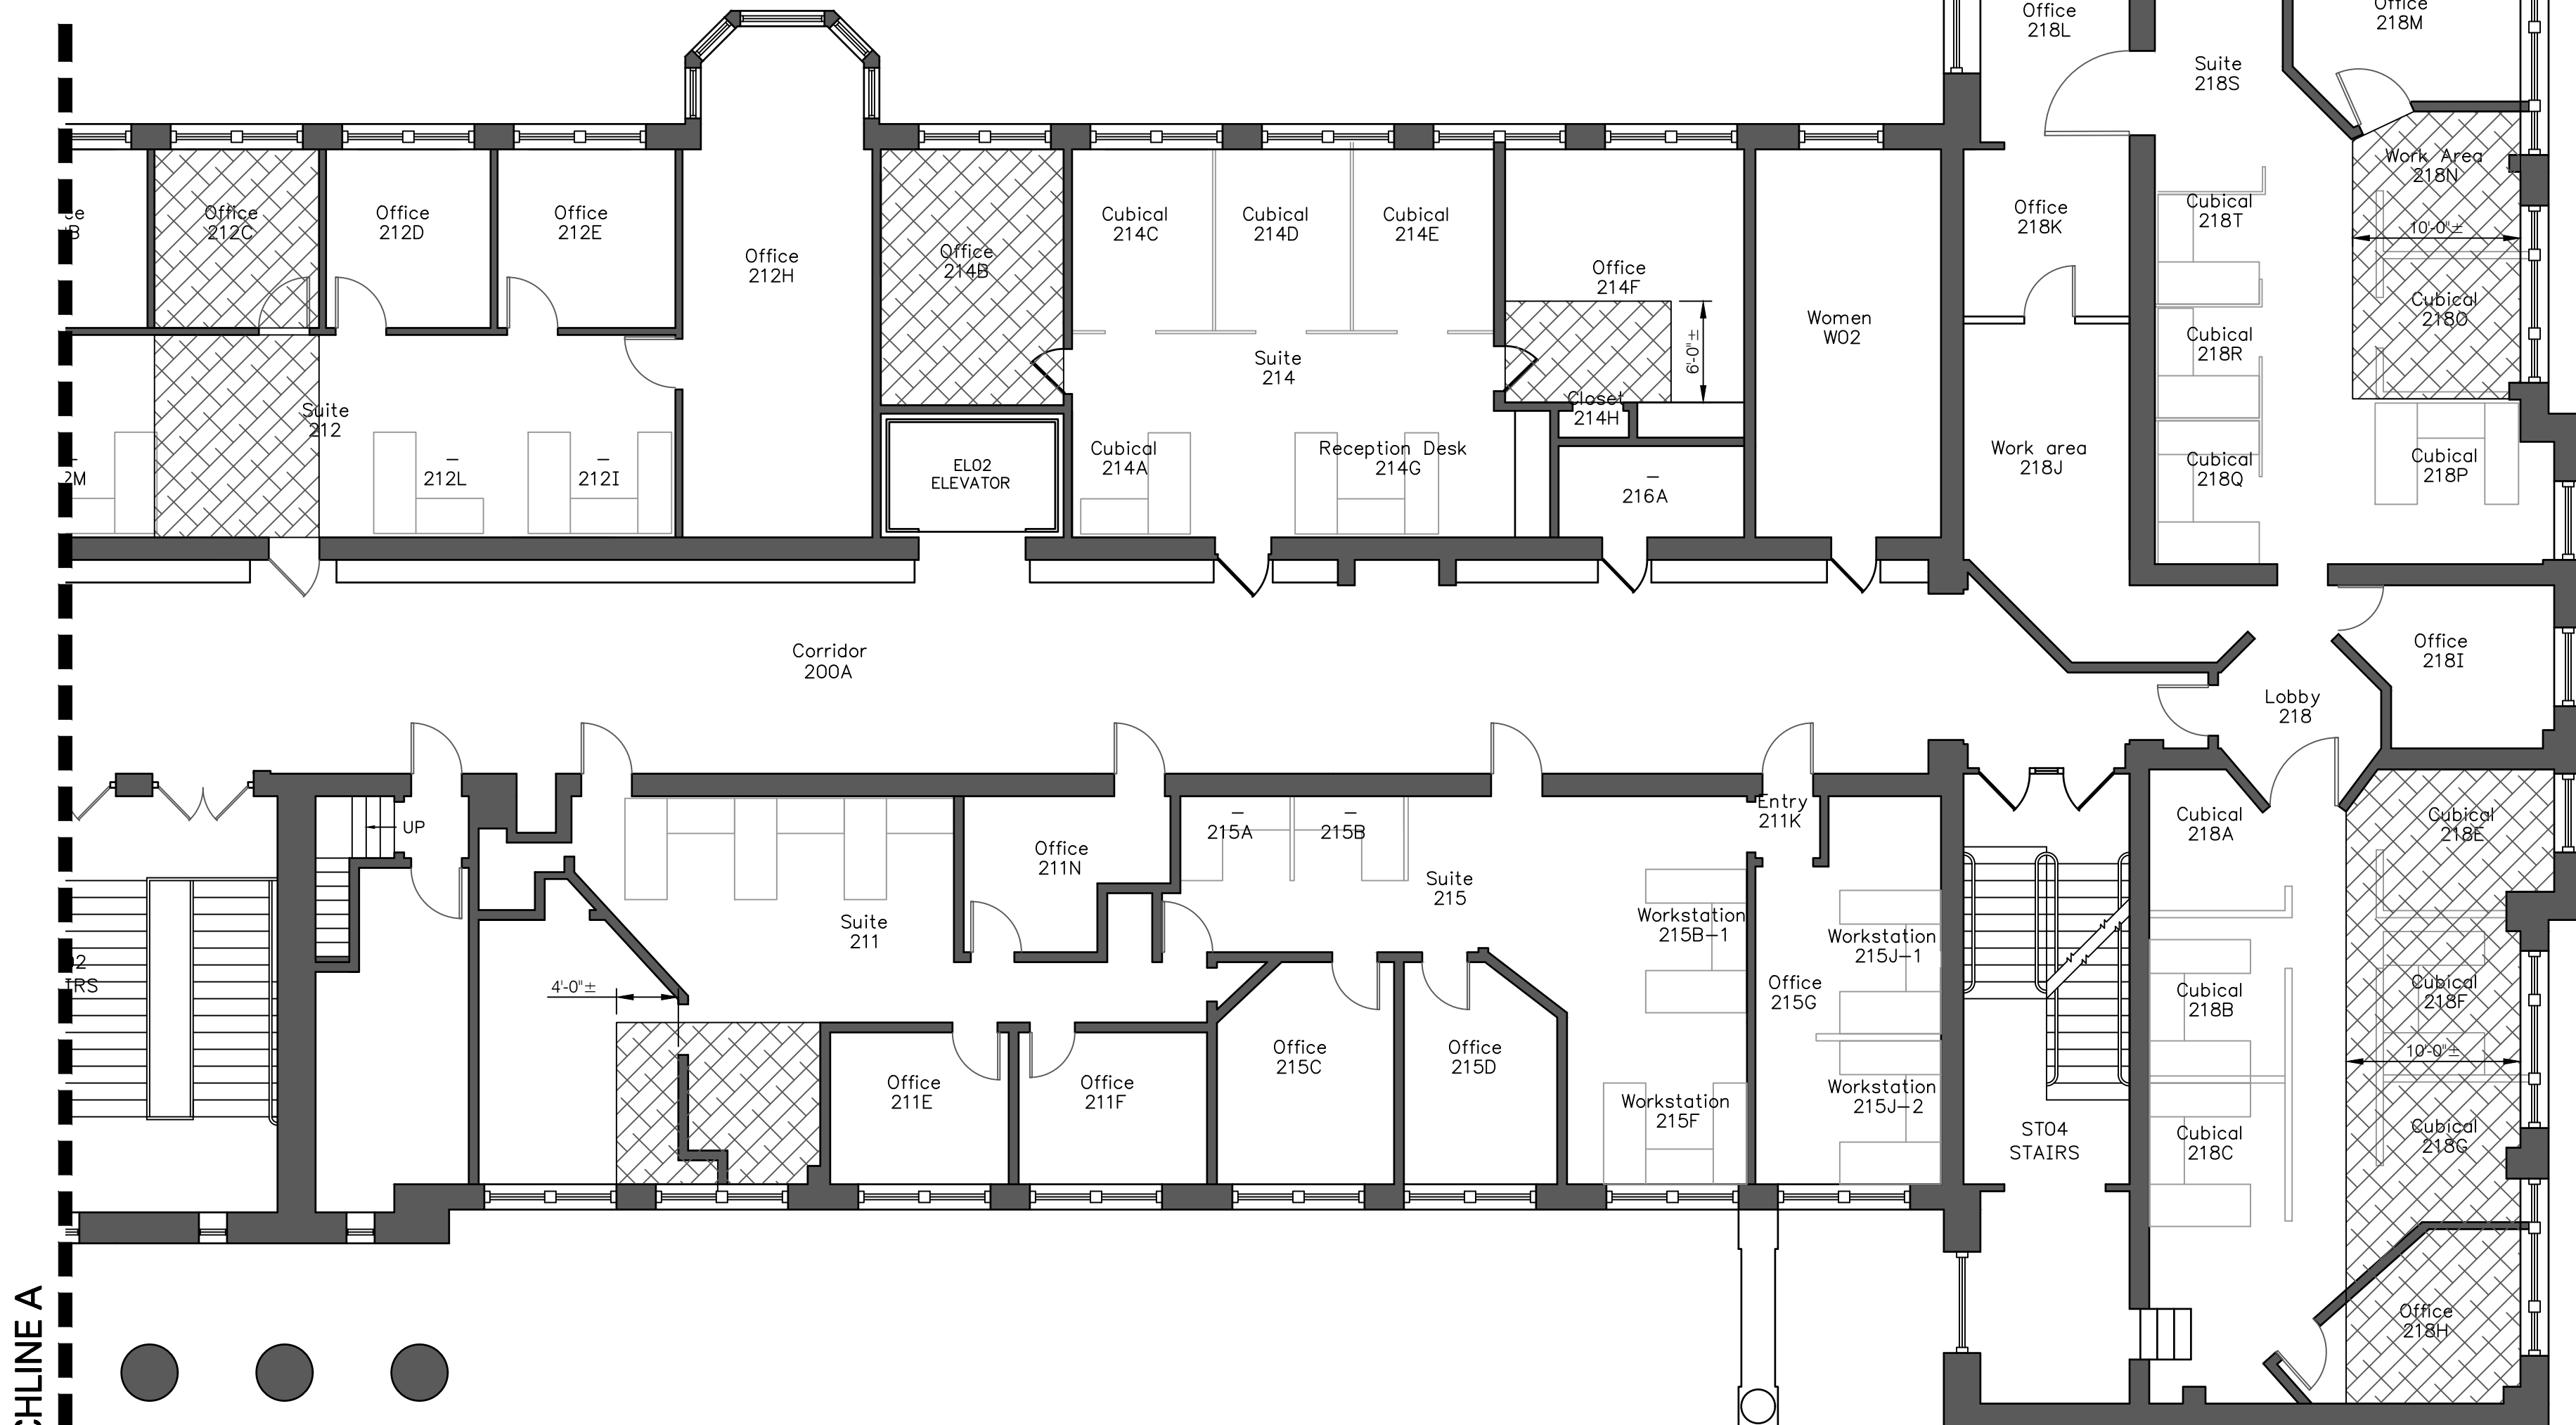 Office
218L
Office
218M
Suite
218S
Work Area
218N
Office
212C
Office
212D
Office
212E
Office
212H
Office
214B
Cubical
214C
Cubical
214D
Cubical
214E
Office
214F
Women
W02
Office
218K
Cubical
218T
10'-0"±
Cubical
218O
Cubical
218R
6'-0"±
Suite
214
Closet
214H
Suite
212
–
212L
–
212I
EL02
ELEVATOR
Cubical
214A
Reception Desk
214G
–
216A
Work area
218J
Cubical
218Q
Cubical
218P
Corridor
200A
Office
218I
Lobby
218
UP
Office
211N
–
215A
–
215B
Entry
211K
Cubical
218A
Cubical
218E
Suite
211
Suite
215
Workstation
215B-1
Workstation
215J-1
Office
215G
4'-0"±
Cubical
218B
Cubical
218F
10'-0"±
Office
211E
Office
211F
Office
215C
Office
215D
Workstation
215F
Workstation
215J-2
ST04
STAIRS
Cubical
218C
Cubical
218G
Office
218H
CHLINE A